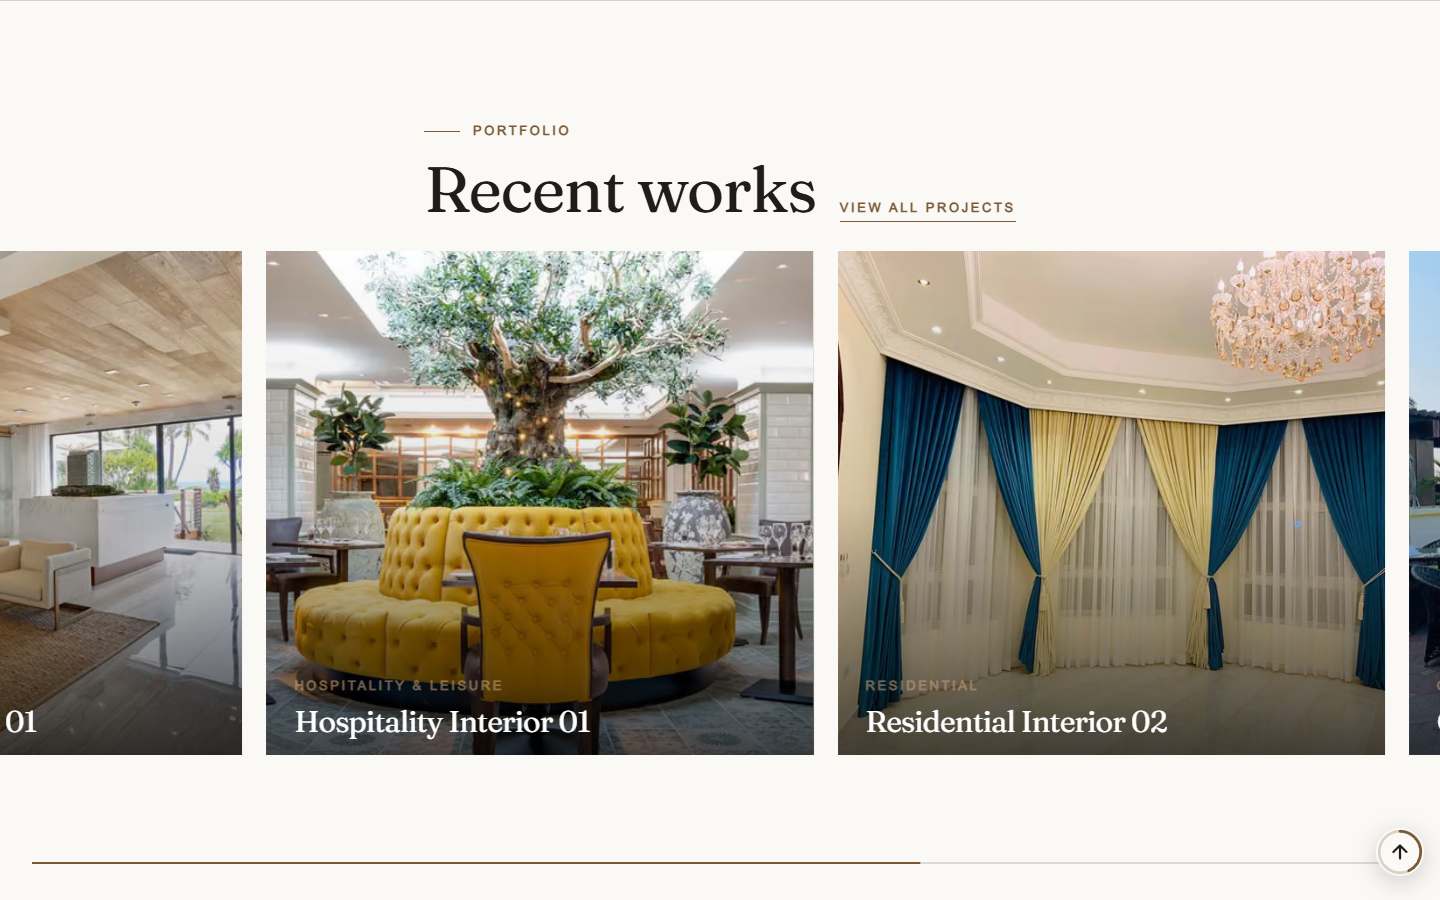 PORTFOLIO
Recent works
VIEW ALL PROJECTS
01
HOSPITALITY & LEISURE
Hospitality Interior 01
RESIDENTIAL
Residential Interior 02